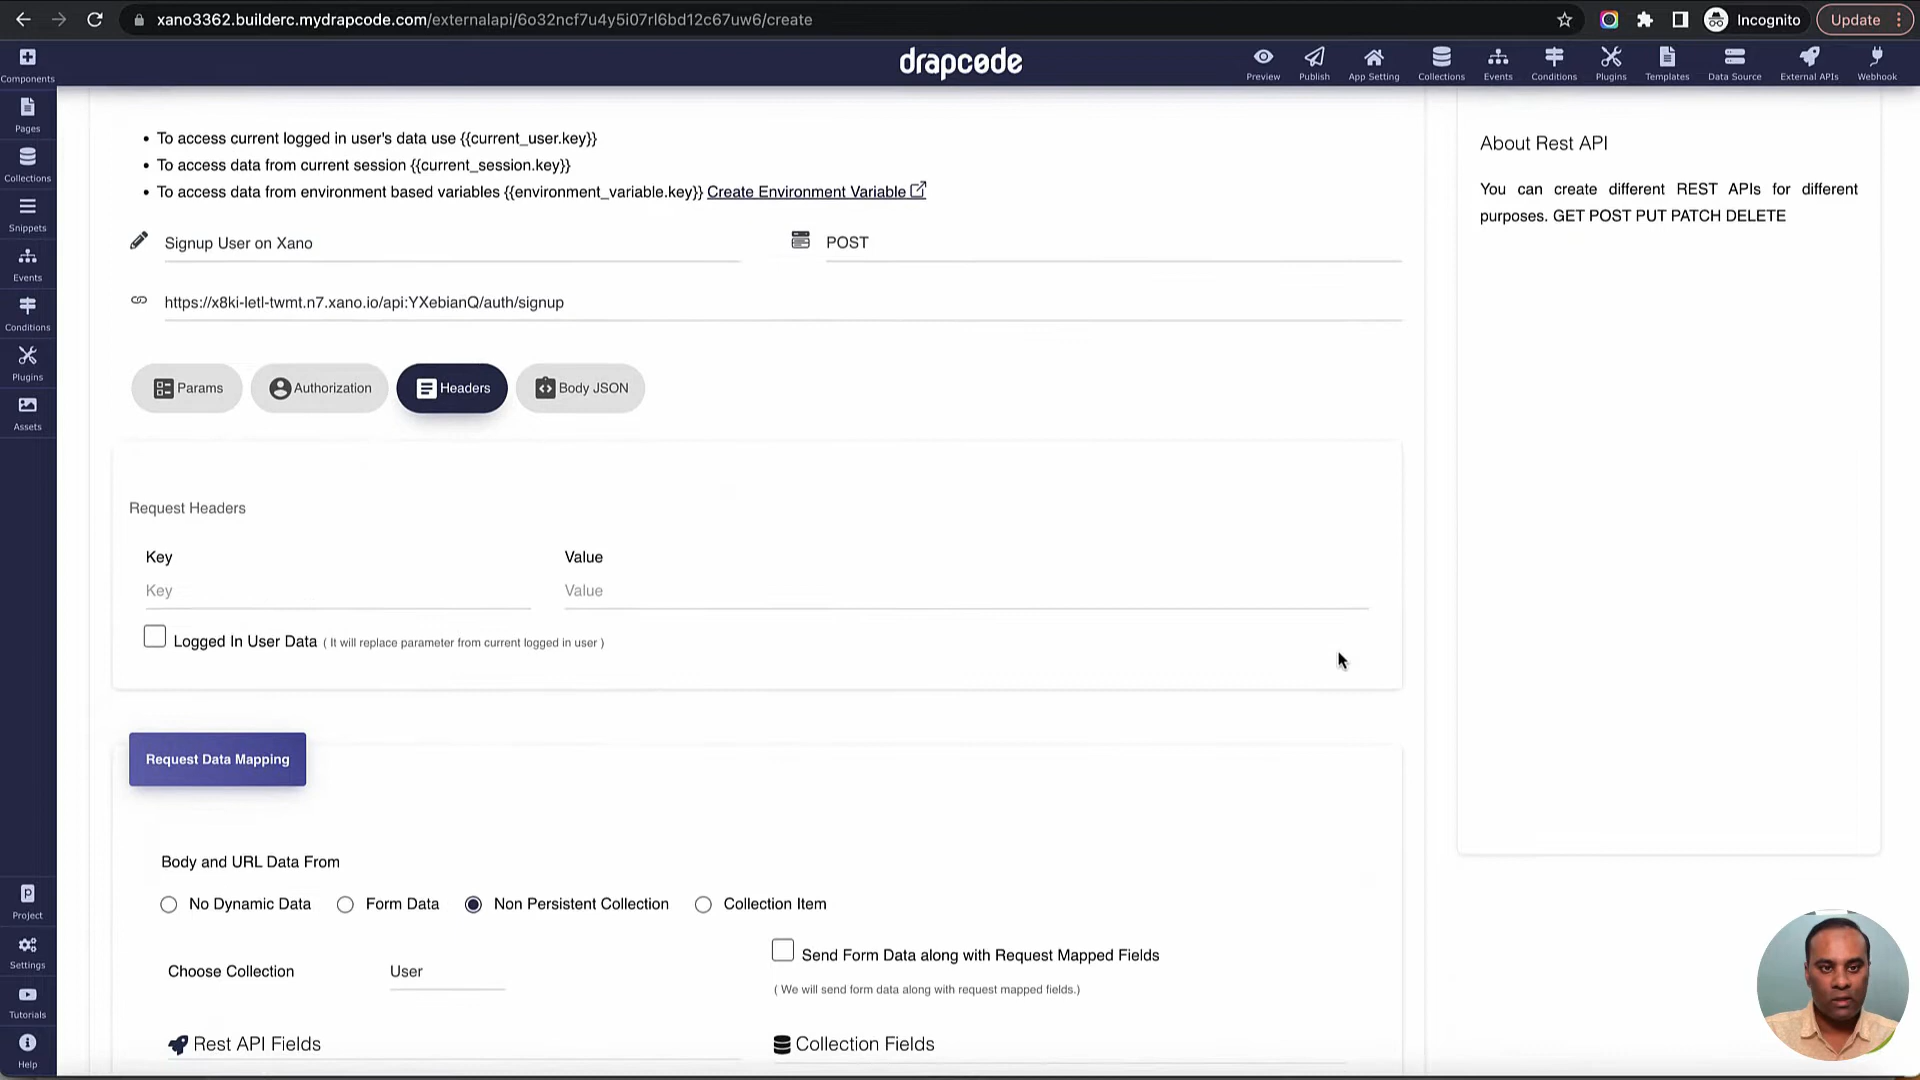 xano3362.builderc.mydrapcode.com/externalapi/6o32ncf7u4y5i07rl6bd12c67uw6/create
Incognito
Update
Components
drapcode
Preview
Publish
App Setting
Collections
Events
Conditions
Plugins
Templates
Data Source
External APIs
Webhook
Pages
Collections
Snippets
Events
Conditions
Plugins
Assets
Project
Settings
Tutorials
Help
• To access current logged in user's data use {{current_user.key}}
• To access data from current session {{current_session.key}}
• To access data from environment based variables {{environment_variable.key}} Create Environment Variable
Signup User on Xano
POST
https://x8ki-letl-twmt.n7.xano.io/api:YXebianQ/auth/signup
Params
Authorization
Headers
Body JSON
Request Headers
Key
Value
Key
Value
Logged In User Data ( It will replace parameter from current logged in user )
Request Data Mapping
Body and URL Data From
No Dynamic Data
Form Data
Non Persistent Collection
Collection Item
Choose Collection
User
Send Form Data along with Request Mapped Fields
( We will send form data along with request mapped fields.)
Rest API Fields
Collection Fields
About Rest API
You can create different REST APIs for different
purposes. GET POST PUT PATCH DELETE